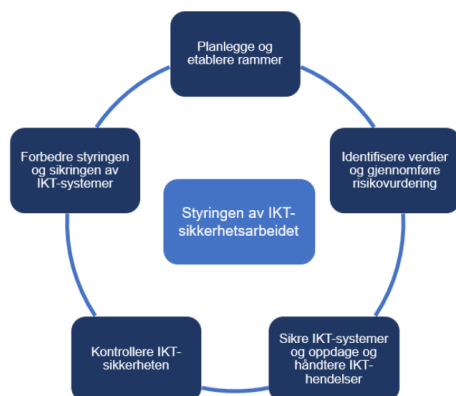 Planlegge og
etablere rammer
Identifisere verdier
og gjennomføre
risikovurdering
Sikre IKT-systemer
og oppdage og
håndtere IKT-
hendelser
Kontrollere IKT-
sikkerheten
Forbedre styringen
og sikringen av
IKT-systemer
Styringen av IKT-
sikkerhetsarbeidet